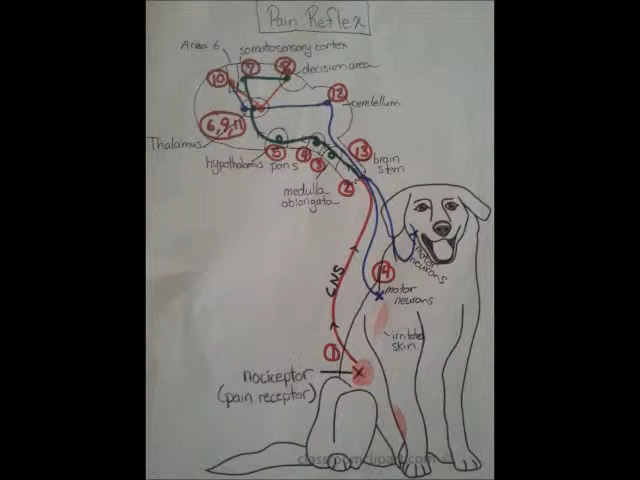 Pain Reflex
Area 6
somatosensory cortex
7
8
decision area
10
12
cerebellum
6,9,11
Thalamus
hypothalamus
5
pons
4
3
13
brain
stem
2
medulla
oblongata
motor
neurons
14
CNS
motor
neurons
irritated
skin
1
nociceptor
(pain receptor)
classroomclipart.com